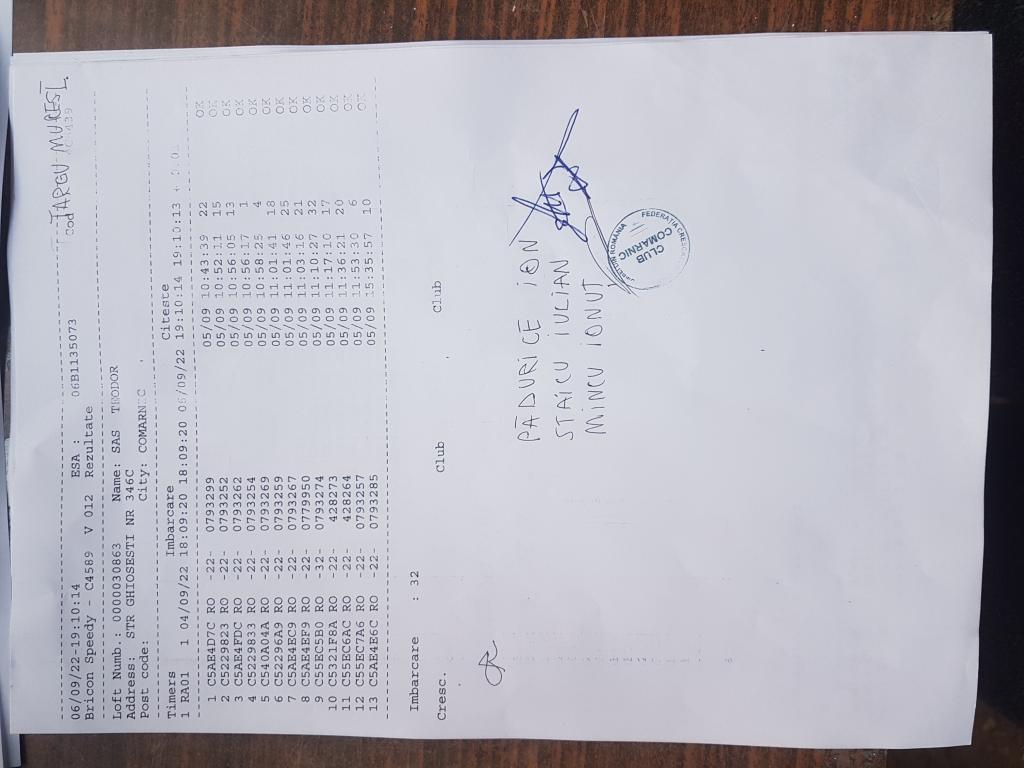 TARGU-MURESI.
06/09/22-19:10:14 ESA : 06B1135073 cod
Bricon Speedy - C4589 V 012 Rezultate
Loft Numb.: 0000030863 Name: SAS TEODOR
Address: STR GHIOSESTI NR 346C
Post code: City: COMARNIC
Timers Imbarcare Citeste
1 RA01 1 04/09/22 18:09:20 18:09:20 06/09/22 19:10:14 19:10:13
1 C5AE4D7C RO -22- 0793299 05/09 10:43:39 22 OK
2 C5229823 RO -22- 0793252 05/09 10:52:11 15 OK
3 C5AE4FDC RO -22- 0793262 05/09 10:56:05 13 OK
4 C5229833 RO -22- 0793254 05/09 10:56:17 1 OK
5 C540A04A RO -22- 0793269 05/09 10:58:25 4 OK
6 C52296A9 RO -22- 0793259 05/09 11:01:41 18 OK
7 C5AE4EC9 RO -22- 0793267 05/09 11:01:46 25 OK
8 C5AE4EF9 RO -22- 0779950 05/09 11:03:16 21 OK
9 C55EC5B0 RO -32- 0793274 05/09 11:10:27 32 OK
10 C5321F8A RO -22- 428273 05/09 11:17:10 17 OK
11 C55EC6AC RO -22- 428264 05/09 11:36:21 20 OK
12 C55EC7A6 RO -22- 0793257 05/09 11:53:30 6 OK
13 C5AE4E6C RO -22- 0793285 05/09 15:35:57 10 OK
Imbarcare : 32
Cresc. Club Club
PĂDURICE ION
STAICU IULIAN
MINCU IONUT
CLUB
COMARNIC